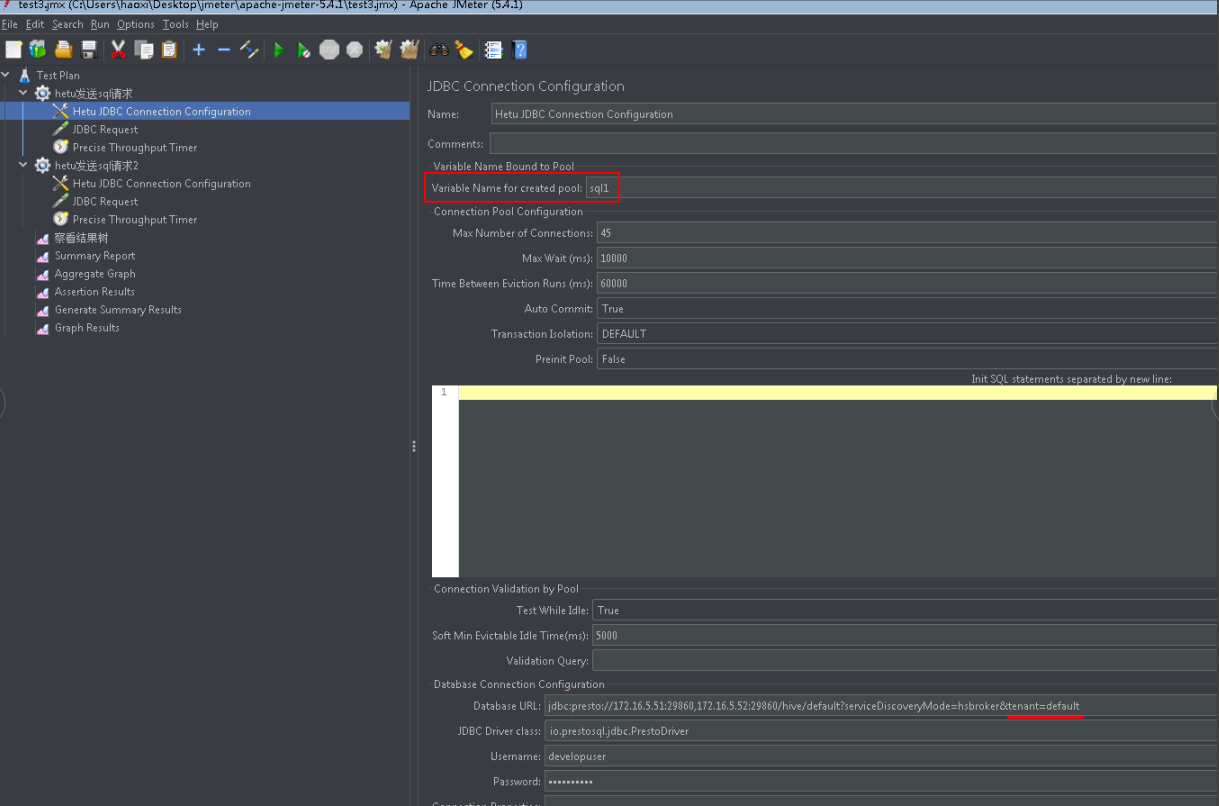 test3.jmx (C:\Users\haoxi\Desktop\jmeter\apache-jmeter-5.4.1\test3.jmx) - Apache JMeter (5.4.1)
File Edit Search Run Options Tools Help
Test Plan
hetu发送sql请求
Hetu JDBC Connection Configuration
JDBC Request
Precise Throughput Timer
hetu发送sql请求2
Hetu JDBC Connection Configuration
JDBC Request
Precise Throughput Timer
察看结果树
Summary Report
Aggregate Graph
Assertion Results
Generate Summary Results
Graph Results
JDBC Connection Configuration
Name: Hetu JDBC Connection Configuration
Comments:
Variable Name Bound to Pool
Variable Name for created pool: sql1
Connection Pool Configuration
Max Number of Connections: 45
Max Wait (ms): 10000
Time Between Eviction Runs (ms): 60000
Auto Commit: True
Transaction Isolation: DEFAULT
Preinit Pool: False
Init SQL statements separated by new line:
1
Connection Validation by Pool
Test While Idle: True
Soft Min Evictable Idle Time(ms): 5000
Validation Query:
Database Connection Configuration
Database URL: jdbc:presto://172.16.5.51:29860,172.16.5.52:29860/hive/default?serviceDiscoveryMode=hsbroker&tenant=default
JDBC Driver class: io.prestosql.jdbc.PrestoDriver
Username: developuser
Password: ••••••••••
Connection Properties: